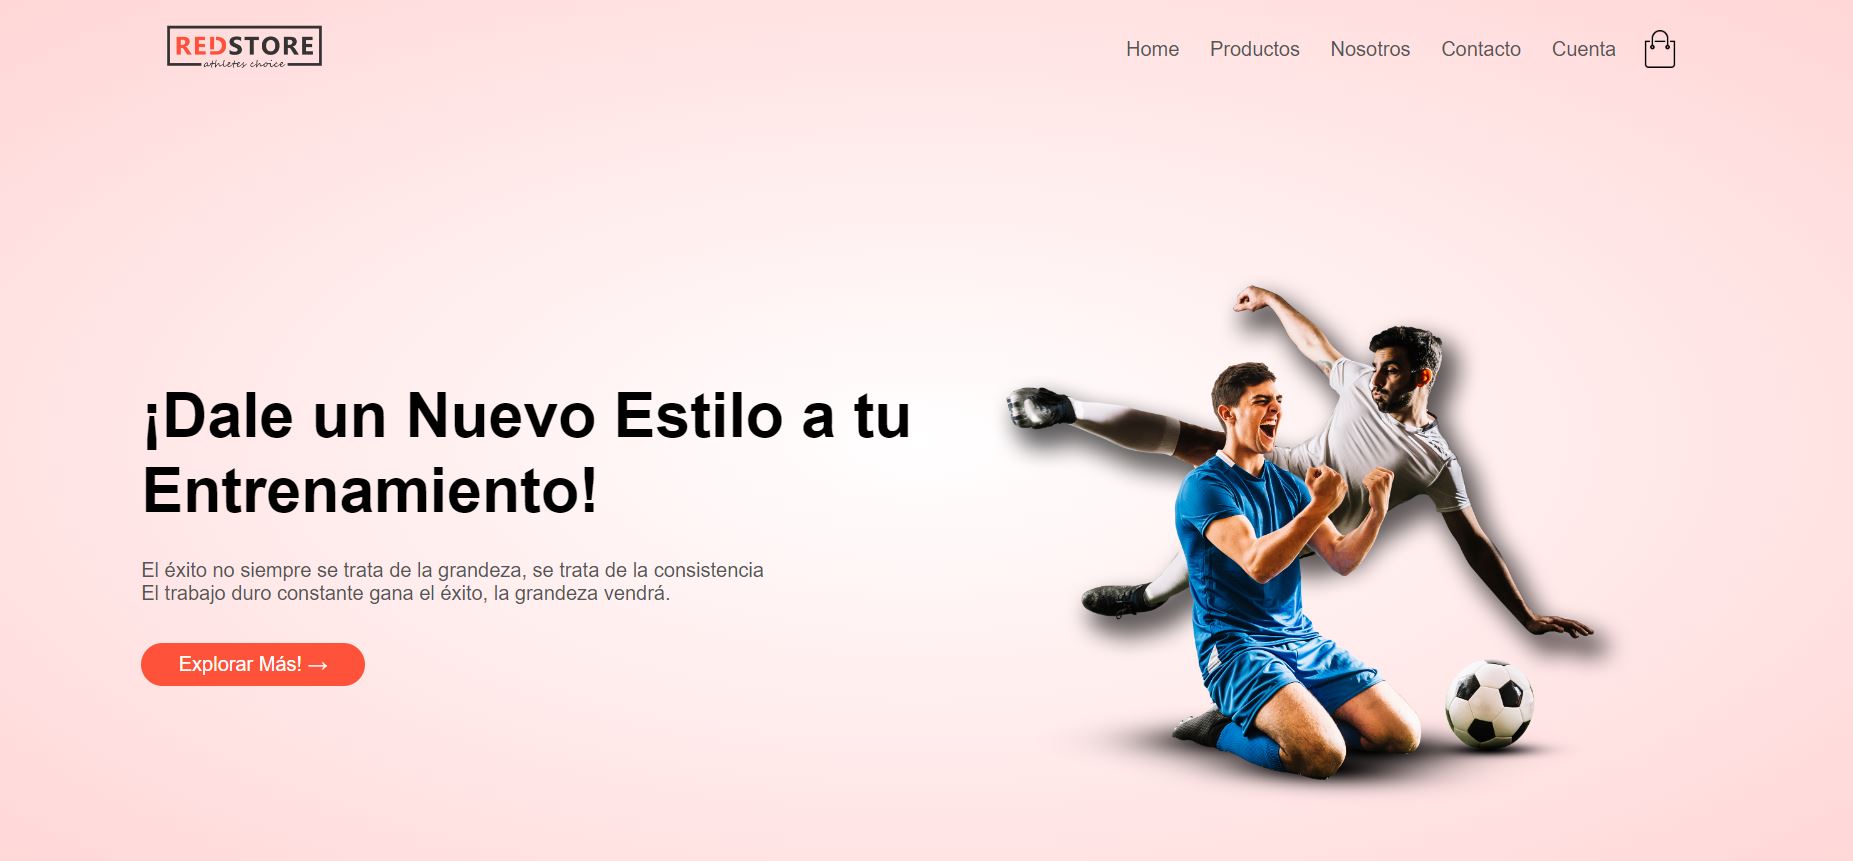 REDSTORE
athletes choice
Home Productos Nosotros Contacto Cuenta
¡Dale un Nuevo Estilo a tu
Entrenamiento!
El éxito no siempre se trata de la grandeza, se trata de la consistencia
El trabajo duro constante gana el éxito, la grandeza vendrá.
Explorar Más! →